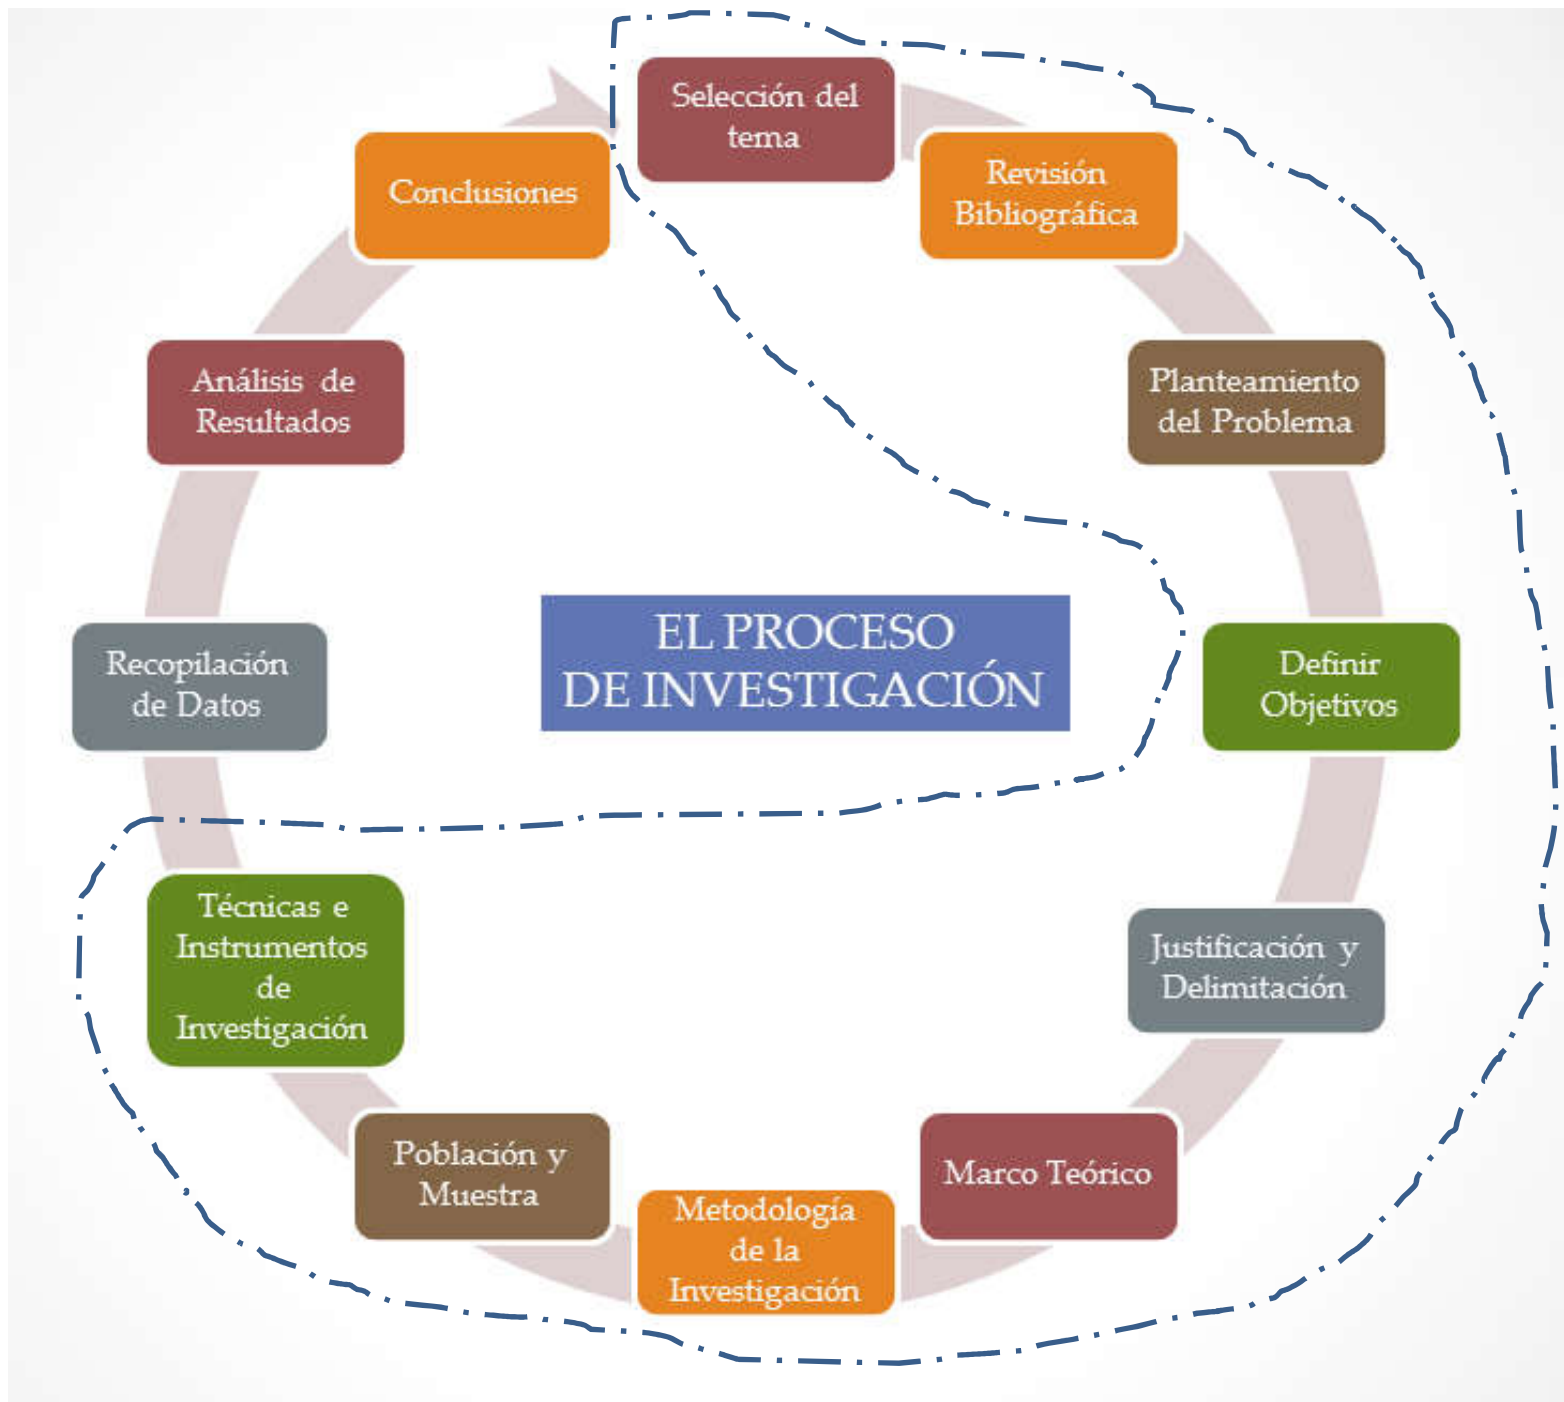 Selección del
tema
Revisión
Bibliográfica
Planteamiento
del Problema
Definir
Objetivos
Justificación y
Delimitación
Marco Teórico
Metodología
de la
Investigación
Población y
Muestra
Técnicas e
Instrumentos
de
Investigación
Recopilación
de Datos
Análisis de
Resultados
Conclusiones
EL PROCESO
DE INVESTIGACIÓN